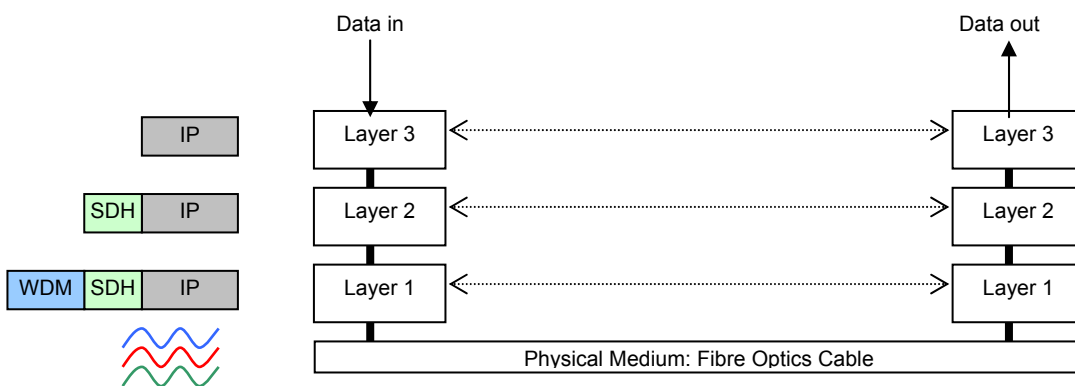 Data in
Data out
IP
Layer 3
Layer 3
SDH IP
Layer 2
Layer 2
WDM SDH IP
Layer 1
Layer 1
Physical Medium: Fibre Optics Cable